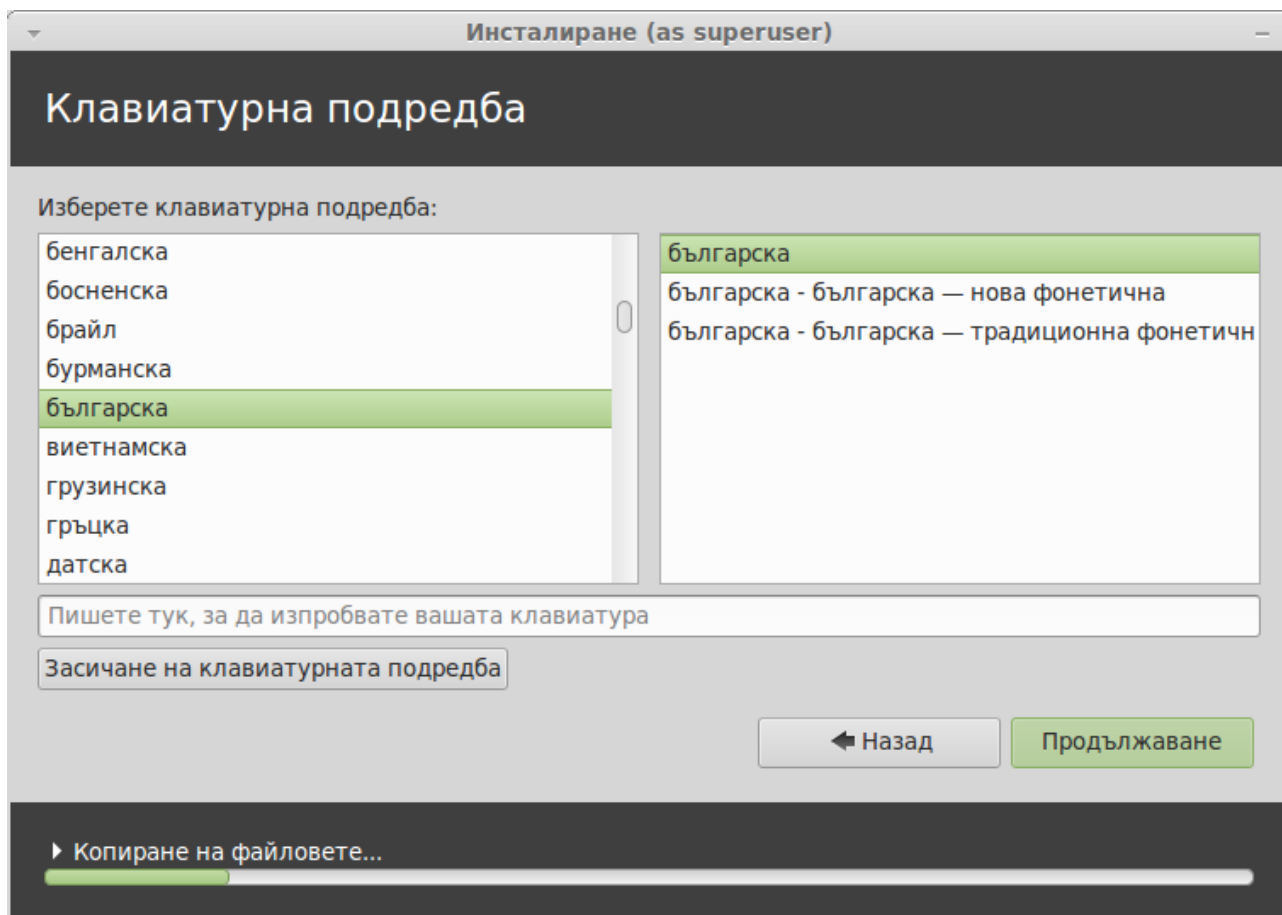 Инсталиране (as superuser)
Клавиатурна подредба
Изберете клавиатурна подредба:
бенгалска
босненска
брайл
бурманска
българска
виетнамска
грузинска
гръцка
датска
българска
българска - българска — нова фонетична
българска - българска — традиционна фонетичн
Пишете тук, за да изпробвате вашата клавиатура
Засичане на клавиатурната подредба
Назад
Продължаване
Копиране на файловете...